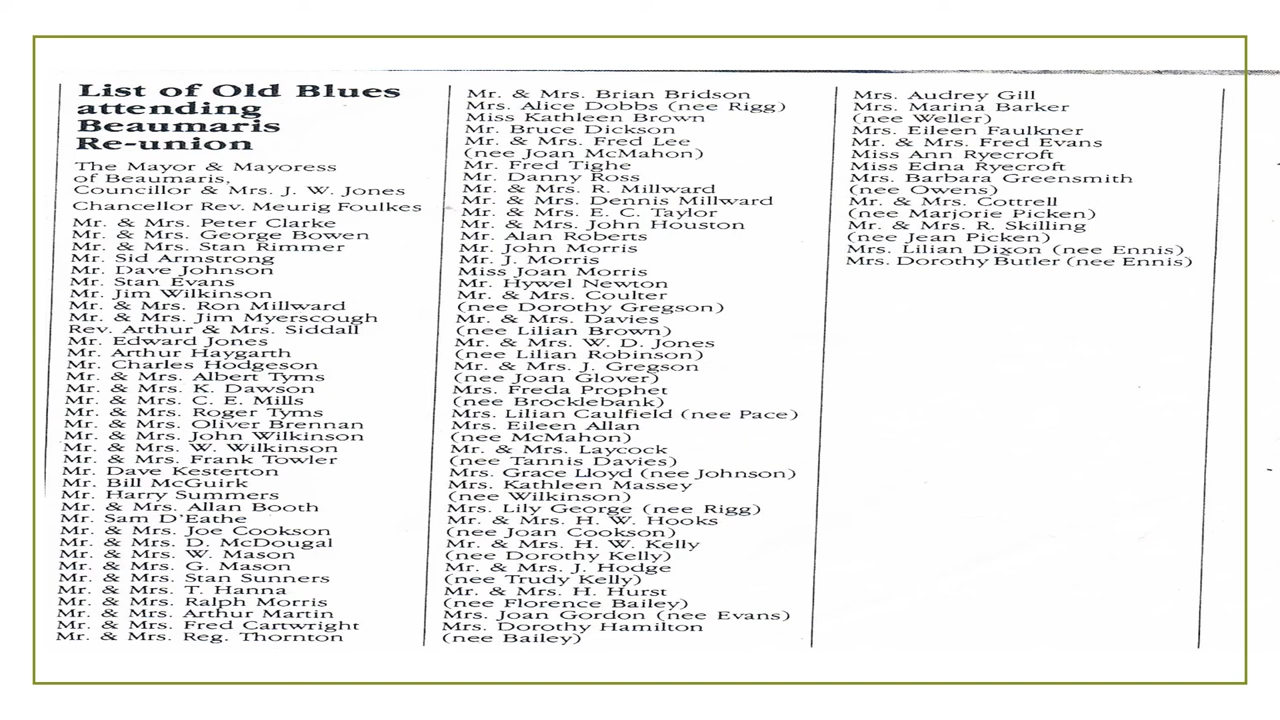 List of Old Blues
attending
Beaumaris
Re-union
The Mayor & Mayoress
of Beaumaris,
Councillor & Mrs. J. W. Jones
Chancellor Rev. Meurig Foulkes
Mr. & Mrs. Peter Clarke
Mr. & Mrs. George Bowen
Mr. & Mrs. Stan Rimmer
Mr. Sid Armstrong
Mr. Dave Johnson
Mr. Stan Evans
Mr. Jim Wilkinson
Mr. & Mrs. Ron Millward
Mr. & Mrs. Jim Myerscough
Rev. Arthur & Mrs. Siddall
Mr. Edward Jones
Mr. Arthur Haygarth
Mr. Charles Hodgeson
Mr. & Mrs. Albert Tyms
Mr. & Mrs. K. Dawson
Mr. & Mrs. C. E. Mills
Mr. & Mrs. Roger Tyms
Mr. & Mrs. Oliver Brennan
Mr. & Mrs. John Wilkinson
Mr. & Mrs. W. Wilkinson
Mr. & Mrs. Frank Towler
Mr. Dave Kesterton
Mr. Bill McGuirk
Mr. Harry Summers
Mr. & Mrs. Allan Booth
Mr. Sam D'Eathe
Mr. & Mrs. Joe Cookson
Mr. & Mrs. D. McDougal
Mr. & Mrs. W. Mason
Mr. & Mrs. G. Mason
Mr. & Mrs. Stan Sunners
Mr. & Mrs. T. Hanna
Mr. & Mrs. Ralph Morris
Mr. & Mrs. Arthur Martin
Mr. & Mrs. Fred Cartwright
Mr. & Mrs. Reg. Thornton
Mr. & Mrs. Brian Bridson
Mrs. Alice Dobbs (nee Rigg)
Miss Kathleen Brown
Mr. Bruce Dickson
Mr. & Mrs. Fred Lee
(nee Joan McMahon)
Mr. Fred Tighe
Mr. Danny Ross
Mr. & Mrs. R. Millward
Mr. & Mrs. Dennis Millward
Mr. & Mrs. E. C. Taylor
Mr. & Mrs. John Houston
Mr. Alan Roberts
Mr. John Morris
Mr. J. Morris
Miss Joan Morris
Mr. Hywel Newton
Mr. & Mrs. Coulter
(nee Dorothy Gregson)
Mr. & Mrs. Davies
(nee Lilian Brown)
Mr. & Mrs. W. D. Jones
(nee Lilian Robinson)
Mr. & Mrs. J. Gregson
(nee Joan Glover)
Mrs. Freda Prophet
(nee Brocklebank)
Mrs. Lilian Caulfield (nee Pace)
Mrs. Eileen Allan
(nee McMahon)
Mr. & Mrs. Laycock
(nee Tannis Davies)
Mrs. Grace Lloyd (nee Johnson)
Mrs. Kathleen Massey
(nee Wilkinson)
Mrs. Lily George (nee Rigg)
Mr. & Mrs. H. W. Hooks
(nee Joan Cookson)
Mr. & Mrs. H. W. Kelly
(nee Dorothy Kelly)
Mr. & Mrs. J. Hodge
(nee Trudy Kelly)
Mr. & Mrs. H. Hurst
(nee Florence Bailey)
Mrs. Joan Gordon (nee Evans)
Mrs. Dorothy Hamilton
(nee Bailey)
Mrs. Audrey Gill
Mrs. Marina Barker
(nee Weller)
Mrs. Eileen Faulkner
Mr. & Mrs. Fred Evans
Miss Ann Ryecroft
Miss Edna Ryecroft
Mrs. Barbara Greensmith
(nee Owens)
Mr. & Mrs. Cottrell
(nee Marjorie Picken)
Mr. & Mrs. R. Skilling
(nee Jean Picken)
Mrs. Lilian Dixon (nee Ennis)
Mrs. Dorothy Butler (nee Ennis)